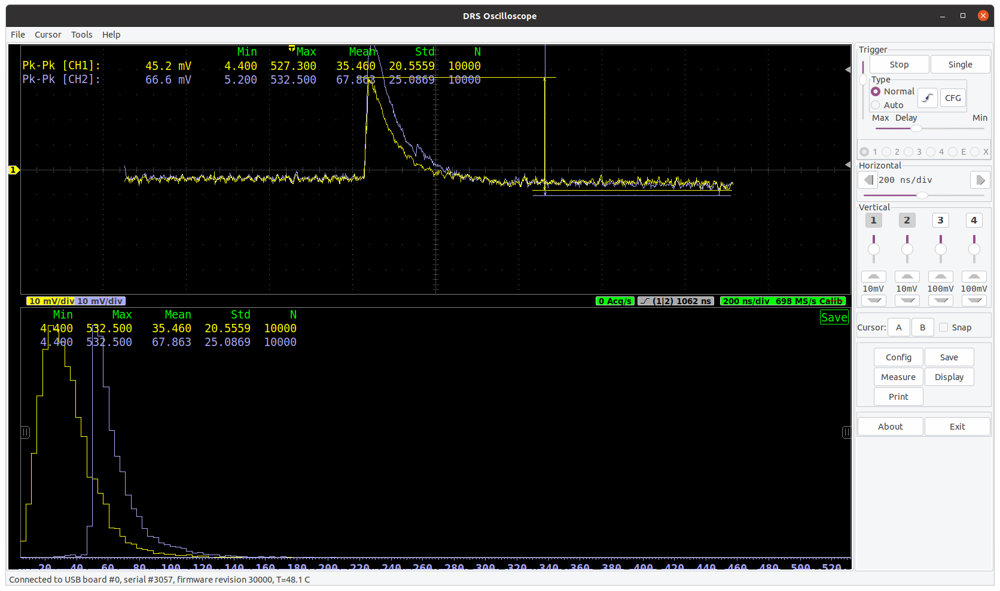 DRS Oscilloscope
File Cursor Tools Help
Min Max Mean Std N
Pk-Pk [CH1]: 45.2 mV 4.400 527.300 35.460 20.5559 10000
Pk-Pk [CH2]: 66.6 mV 5.200 532.500 67.863 25.0869 10000
T
1
10 mV/div 10 mV/div
0 Acq/s
(1|2) 1062 ns
200 ns/div 698 MS/s Calib
Min Max Mean Std N
4.400 532.500 35.460 20.5559 10000
4.400 532.500 67.863 25.0869 10000
Save
20 40 60 80 100 120 140 160 180 200 220 240 260 280 300 320 340 360 380 400 420 440 460 480 500 520
Trigger
Stop Single
Type
Normal
Auto
CFG
Max Delay Min
1 2 3 4 E X
Horizontal
200 ns/div
Vertical
1 2 3 4
10mV 10mV 100mV 100mV
Cursor: A B Snap
Config Save
Measure Display
Print
About Exit
Connected to USB board #0, serial #3057, firmware revision 30000, T=48.1 C